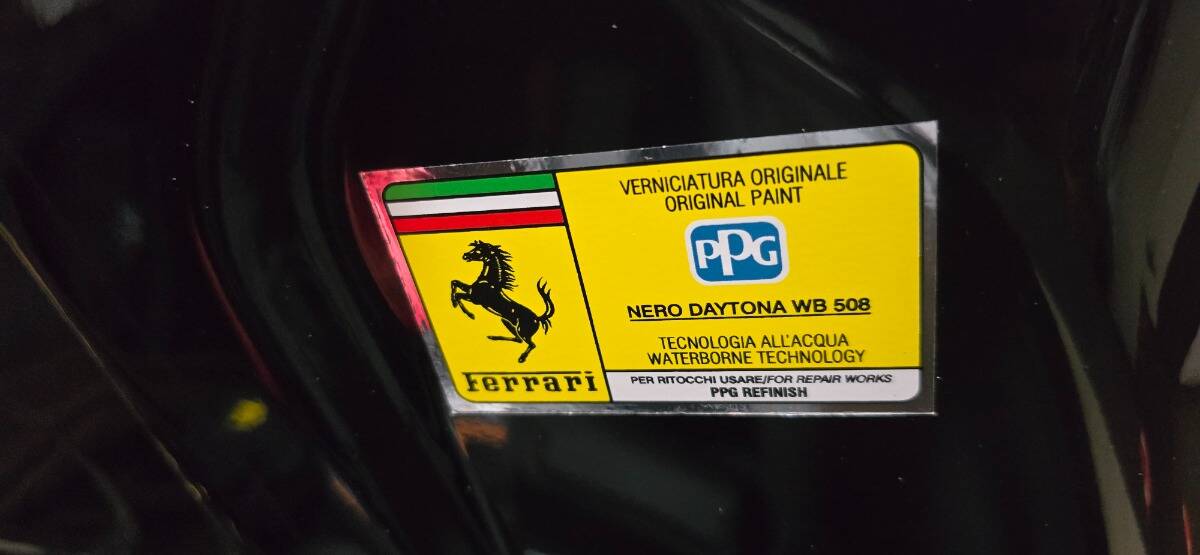 VERNICIATURA ORIGINALE
ORIGINAL PAINT
PPG
NERO DAYTONA WB 508
TECNOLOGIA ALL'ACQUA
WATERBORNE TECHNOLOGY
PER RITOCCHI USARE/FOR REPAIR WORKS
PPG REFINISH
Ferrari